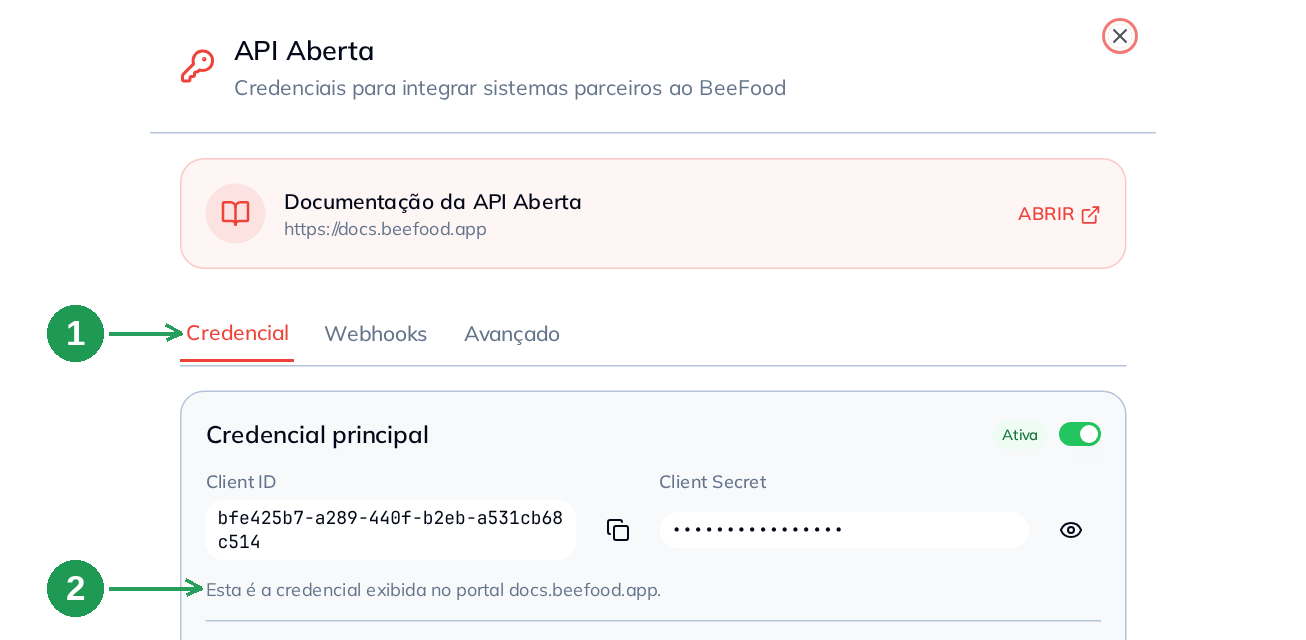 API Aberta
Credenciais para integrar sistemas parceiros ao BeeFood
Documentação da API Aberta
https://docs.beefood.app
ABRIR
1
Credencial
Webhooks
Avançado
Credencial principal
Ativa
Client ID
Client Secret
bfe425b7-a289-440f-b2eb-a531cb68
c514
•••••••••••••••
2
Esta é a credencial exibida no portal docs.beefood.app.